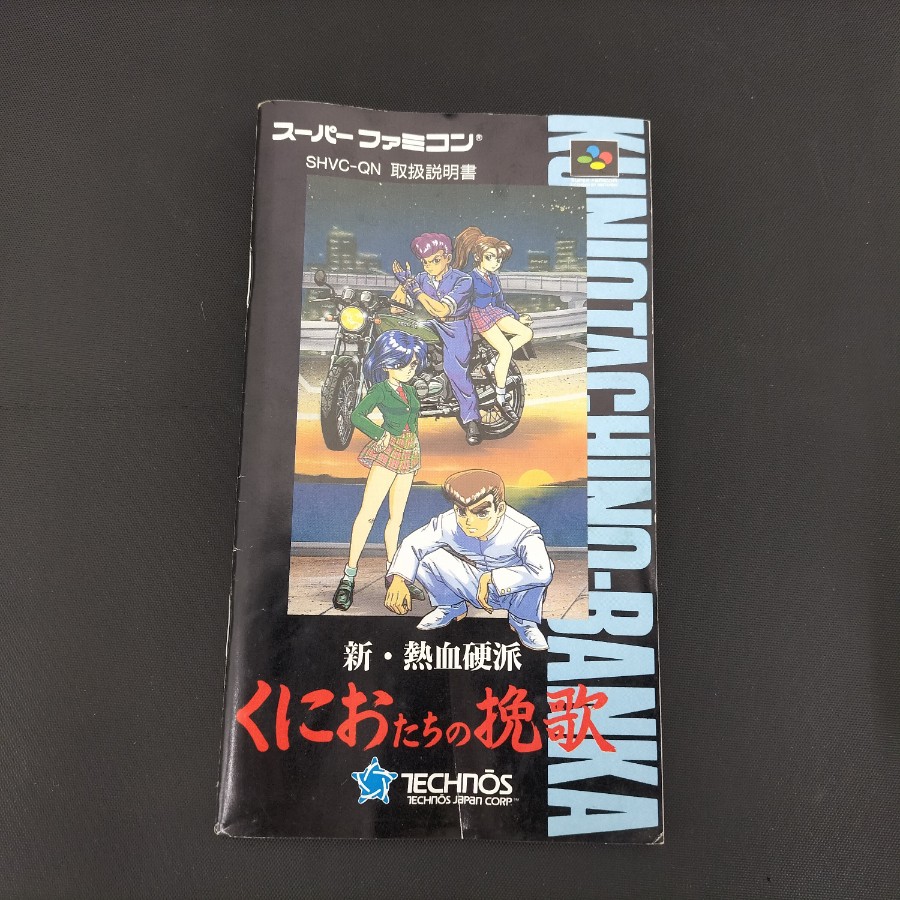 スーパーファミコン®
SHVC-QN 取扱説明書
KUNIOTACHINO-BANKA
新・熱血硬派
くにおたちの挽歌
TECHNŌS
TECHNŌS JAPAN CORP.™